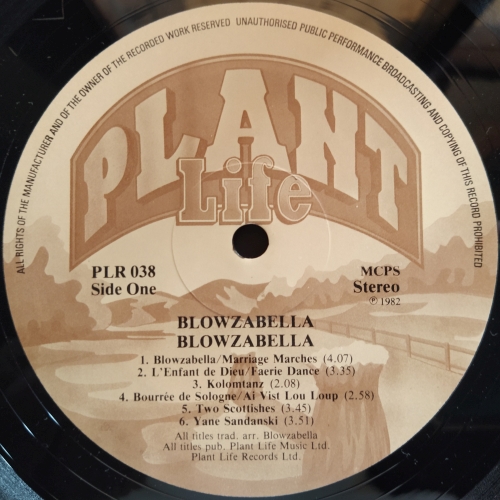 ALL RIGHTS OF THE MANUFACTURER AND OF THE OWNER OF THE RECORDED WORK RESERVED UNAUTHORISED PUBLIC PERFORMANCE BROADCASTING AND COPYING OF THIS RECORD PROHIBITED
PLANT
Life
PLR 038
Side One
MCPS
Stereo
℗ 1982
BLOWZABELLA
BLOWZABELLA
1. Blowzabella/Marriage Marches (4.07)
2. L'Enfant de Dieu/Faerie Dance (3.35)
3. Kolomtanz (2.08)
4. Bourrée de Sologne/Ai Vist Lou Loup (2.58)
5. Two Scottishes (3.45)
6. Yane Sandanski (3.51)
All titles trad. arr. Blowzabella
All titles pub. Plant Life Music Ltd.
Plant Life Records Ltd.